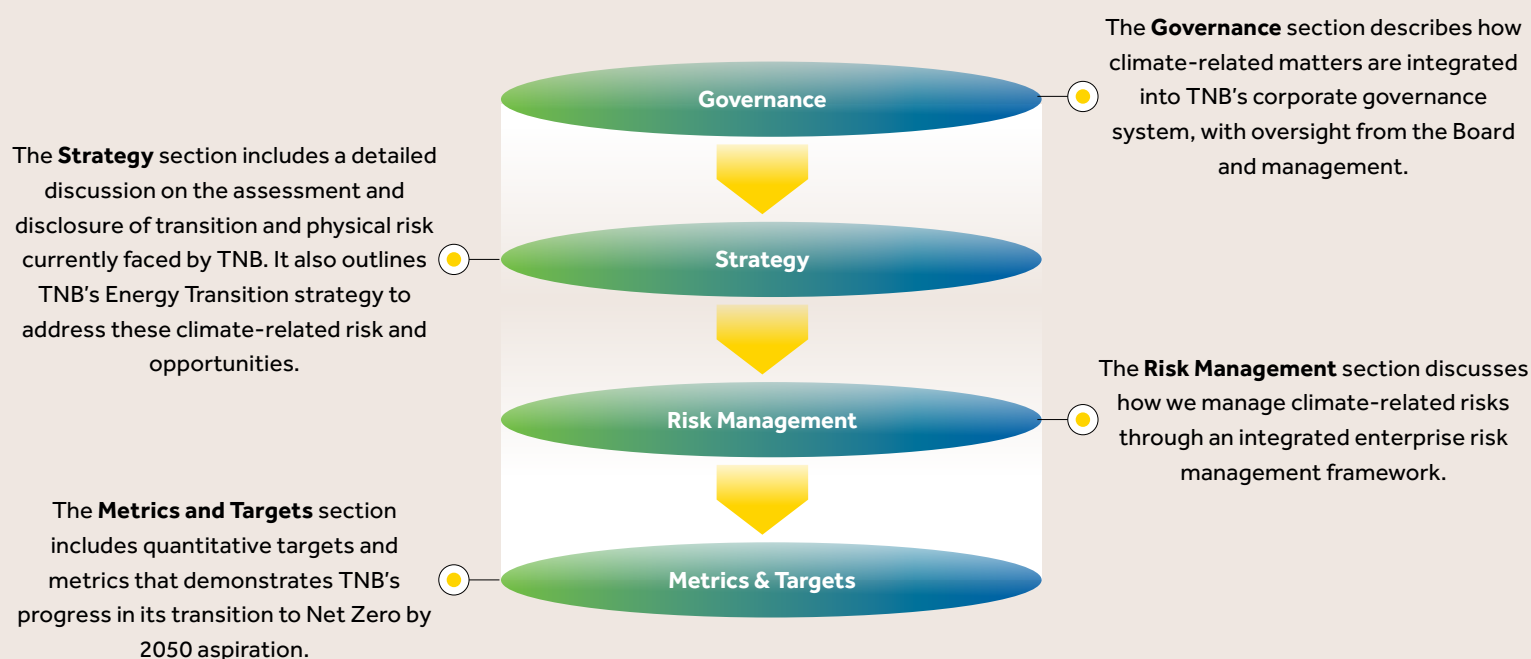 The Governance section describes how
climate-related matters are integrated
into TNB's corporate governance
system, with oversight from the Board
and management.
Governance
The Strategy section includes a detailed
discussion on the assessment and
disclosure of transition and physical risk
currently faced by TNB. It also outlines
TNB's Energy Transition strategy to
address these climate-related risk and
opportunities.
Strategy
The Risk Management section discusses
how we manage climate-related risks
through an integrated enterprise risk
management framework.
Risk Management
The Metrics and Targets section
includes quantitative targets and
metrics that demonstrates TNB's
progress in its transition to Net Zero by
2050 aspiration.
Metrics & Targets